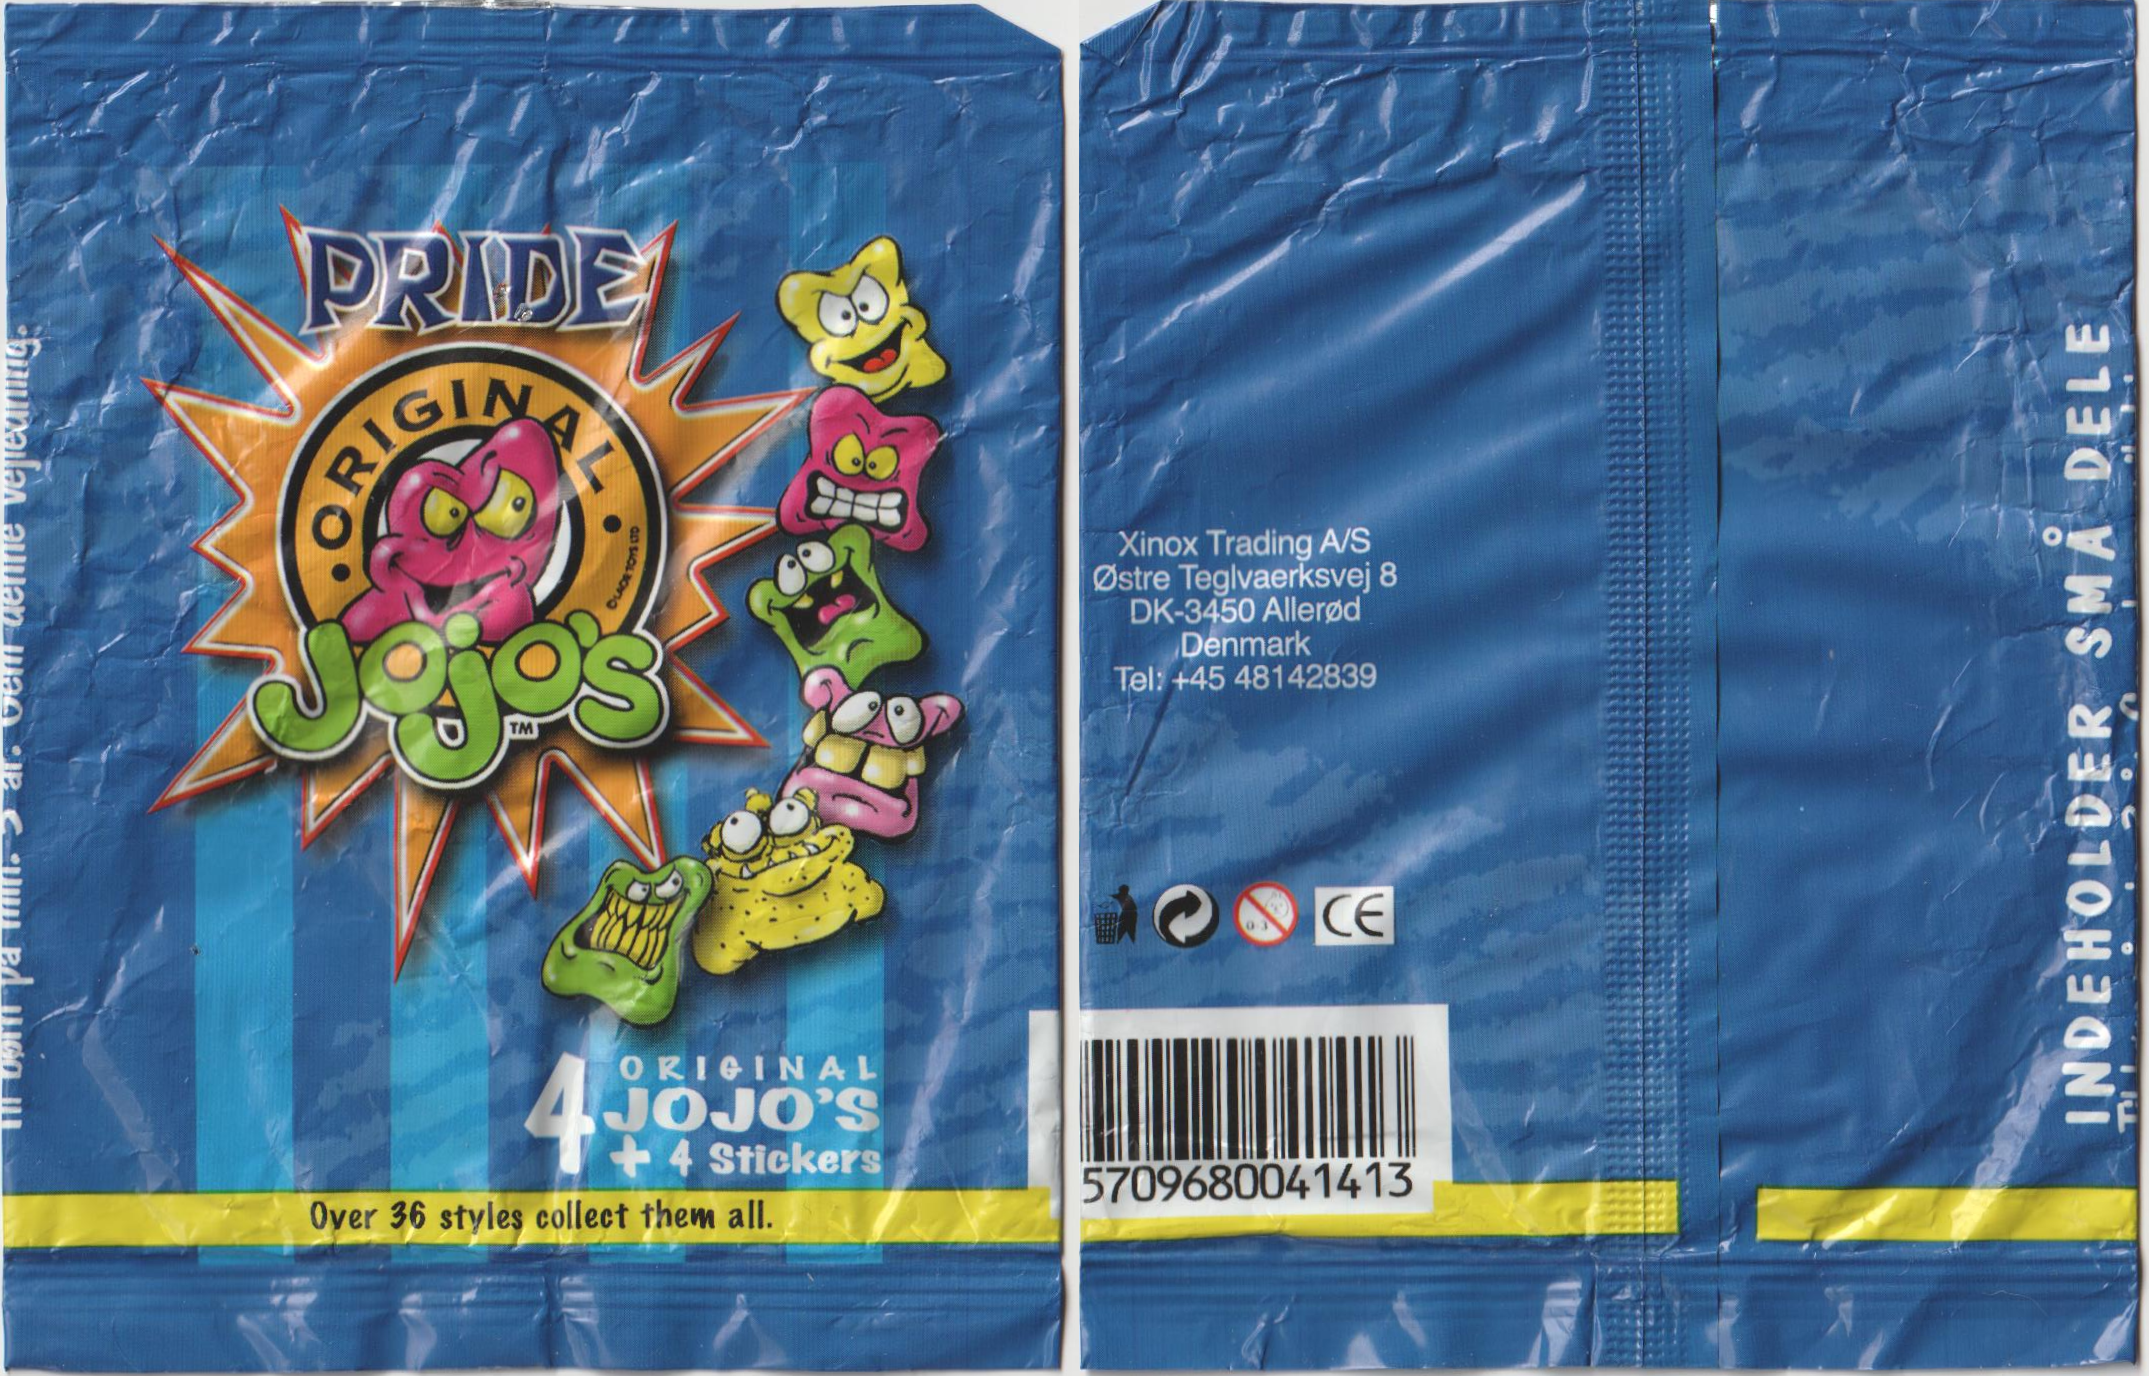 PRIDE
• ORIGINAL •
Jojo's
TM
4 ORIGINAL
JOJO'S
+ 4 Stickers
Over 36 styles collect them all.
Til børn på min. 3 år. Gem denne vejledning.
Xinox Trading A/S
Østre Teglvaerksvej 8
DK-3450 Allerød
Denmark
Tel: +45 48142839
0-3
CE
5709680041413
INDEHOLDER SMÅ DELE